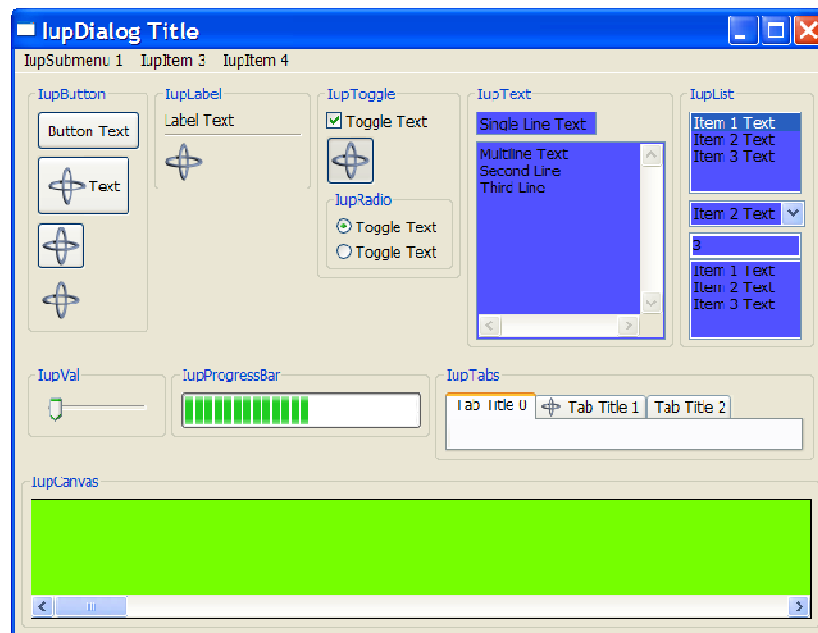 IupDialog Title
IupSubmenu 1 IupItem 3 IupItem 4
IupButton
Button Text
Text
IupLabel
Label Text
IupToggle
Toggle Text
IupRadio
Toggle Text
Toggle Text
IupText
Single Line Text
Multiline Text
Second Line
Third Line
IupList
Item 1 Text
Item 2 Text
Item 3 Text
Item 2 Text
3
Item 1 Text
Item 2 Text
Item 3 Text
IupVal
IupProgressBar
IupTabs
Tab Title 0 Tab Title 1 Tab Title 2
IupCanvas